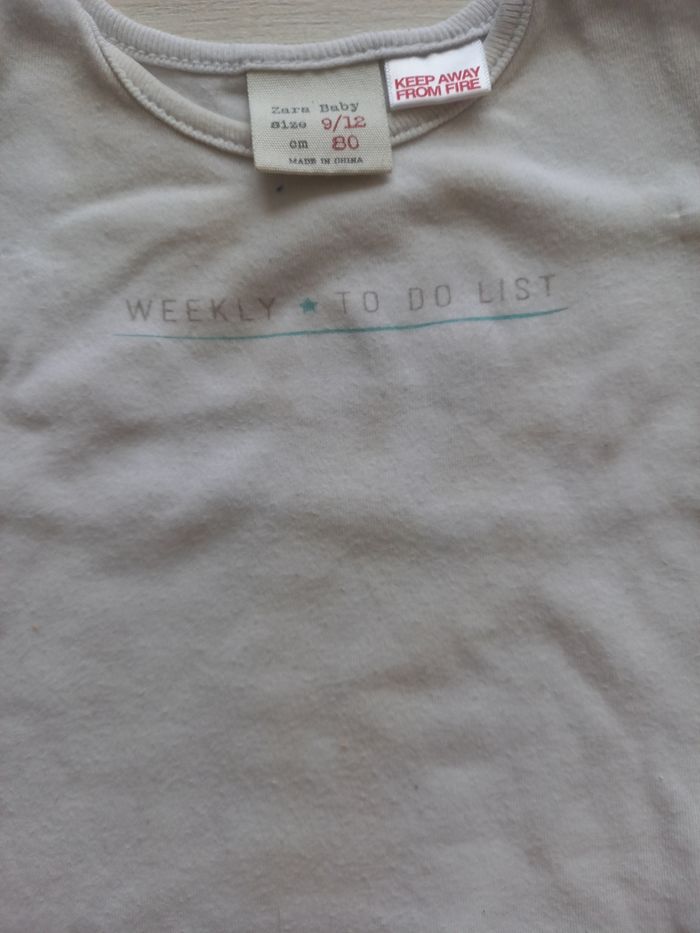 Zara Baby
size 9/12
cm 80
MADE IN CHINA
KEEP AWAY
FROM FIRE
WEEKLY ★ TO DO LIST